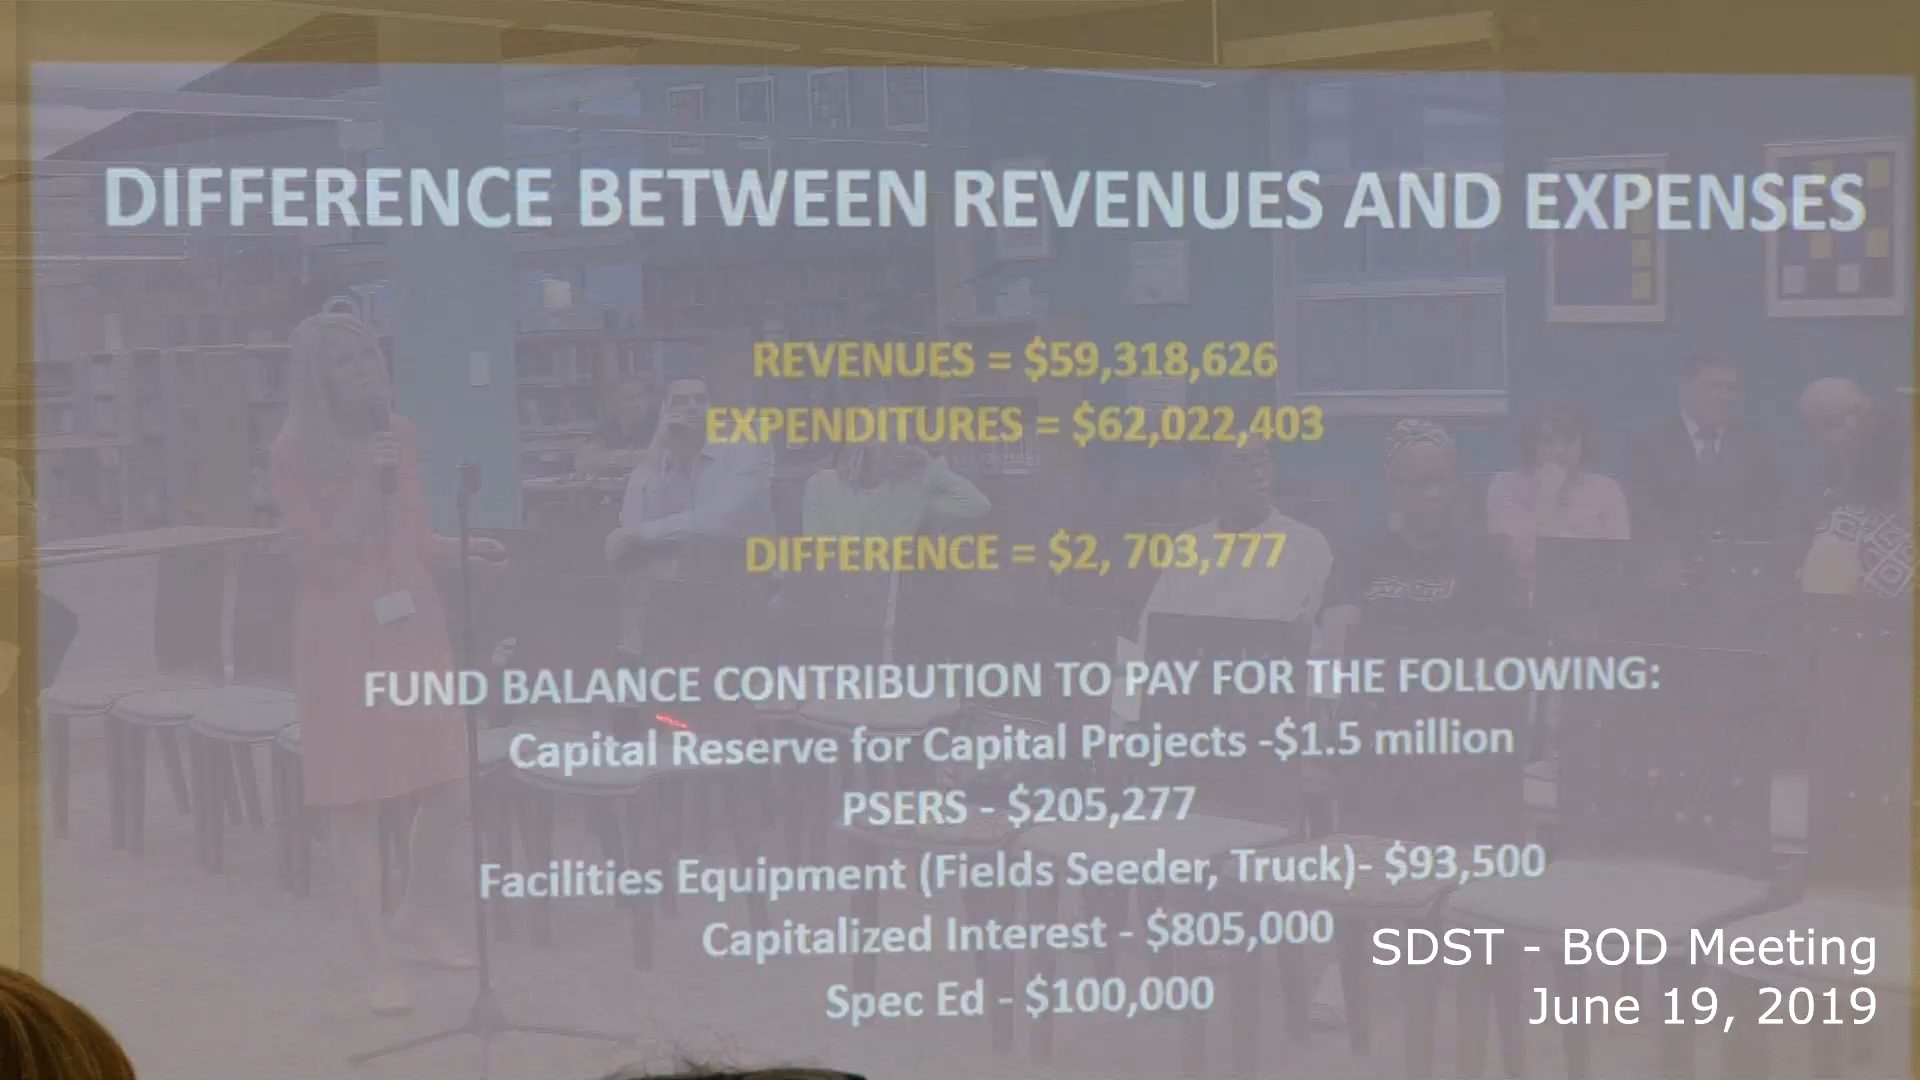 DIFFERENCE BETWEEN REVENUES AND EXPENSES
REVENUES = $59,318,626
EXPENDITURES = $62,022,403
DIFFERENCE = $2, 703,777
FUND BALANCE CONTRIBUTION TO PAY FOR THE FOLLOWING:
Capital Reserve for Capital Projects -$1.5 million
PSERS - $205,277
Facilities Equipment (Fields Seeder, Truck)- $93,500
Capitalized Interest - $805,000
Spec Ed - $100,000
SDST - BOD Meeting
June 19, 2019